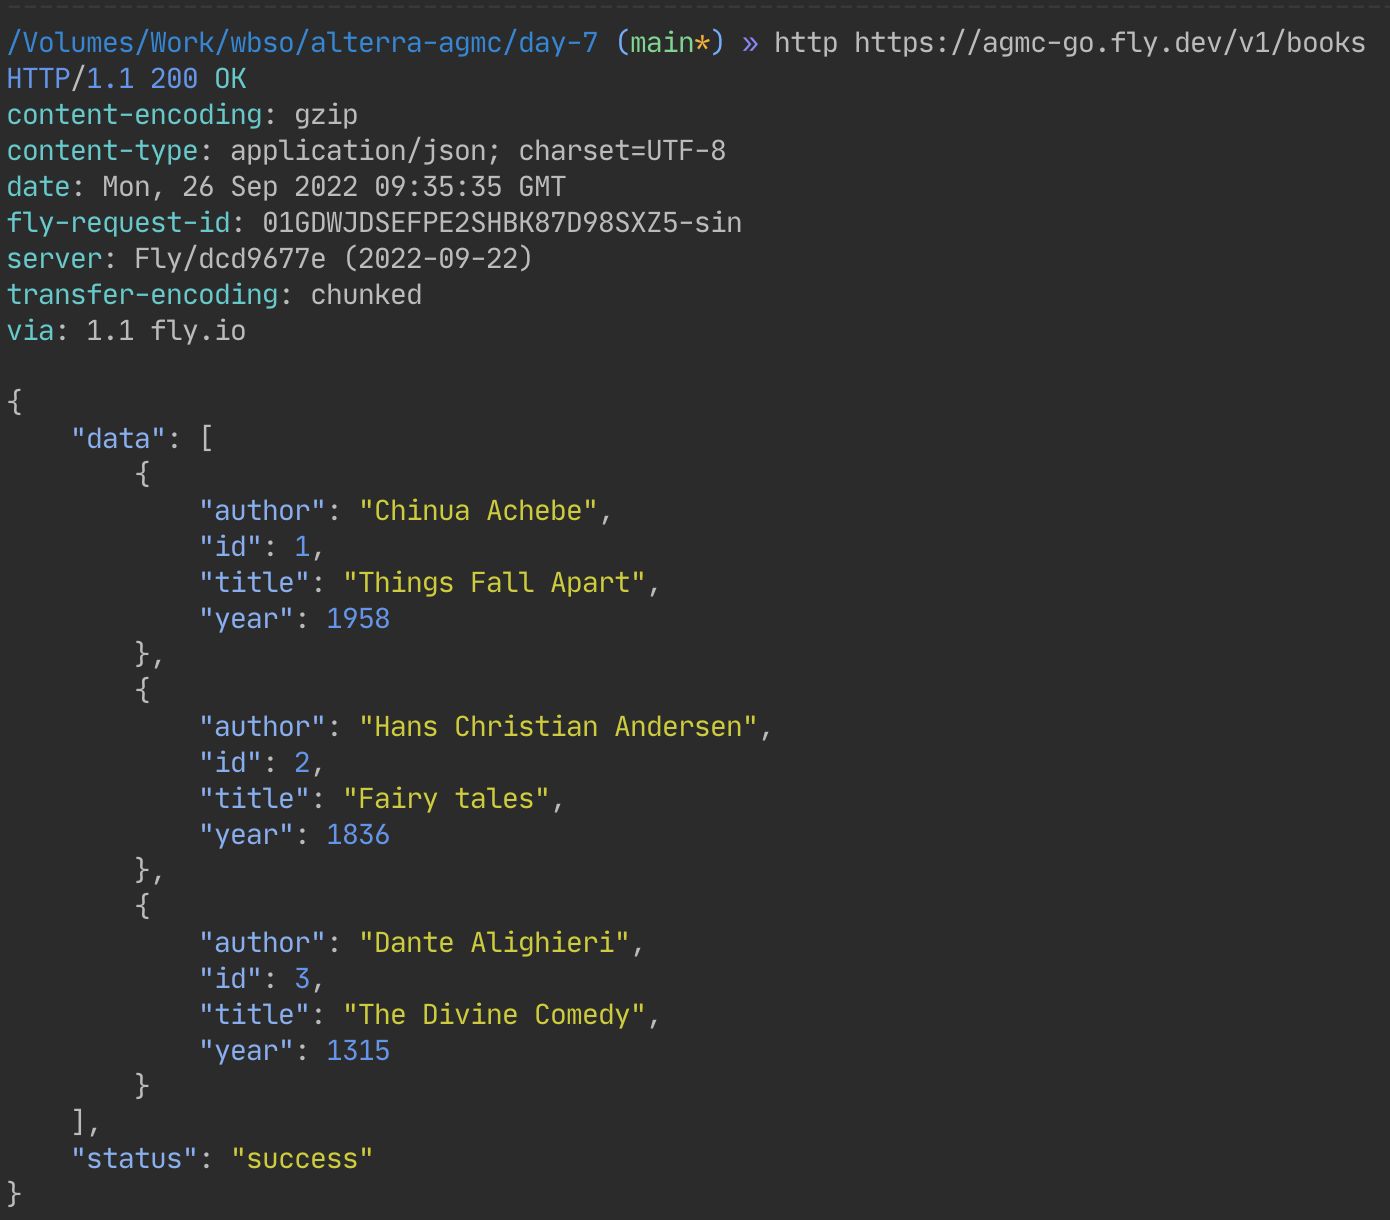 /Volumes/Work/wbso/alterra-agmc/day-7 (main*) » http https://agmc-go.fly.dev/v1/books
HTTP/1.1 200 OK
content-encoding: gzip
content-type: application/json; charset=UTF-8
date: Mon, 26 Sep 2022 09:35:35 GMT
fly-request-id: 01GDWJDSEFPE2SHBK87D98SXZ5-sin
server: Fly/dcd9677e (2022-09-22)
transfer-encoding: chunked
via: 1.1 fly.io

{
    "data": [
        {
            "author": "Chinua Achebe",
            "id": 1,
            "title": "Things Fall Apart",
            "year": 1958
        },
        {
            "author": "Hans Christian Andersen",
            "id": 2,
            "title": "Fairy tales",
            "year": 1836
        },
        {
            "author": "Dante Alighieri",
            "id": 3,
            "title": "The Divine Comedy",
            "year": 1315
        }
    ],
    "status": "success"
}